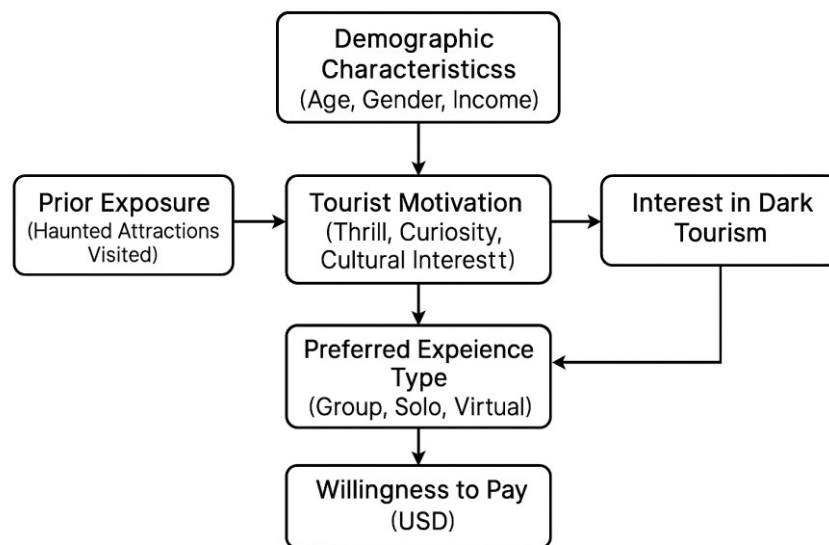 Demographic
Characteristicss
(Age, Gender, Income)
Prior Exposure
(Haunted Attractions
Visited)
Tourist Motivation
(Thrill, Curiosity,
Cultural Interestt)
Interest in Dark
Tourism
Preferred Expeience
Type
(Group, Solo, Virtual)
Willingness to Pay
(USD)